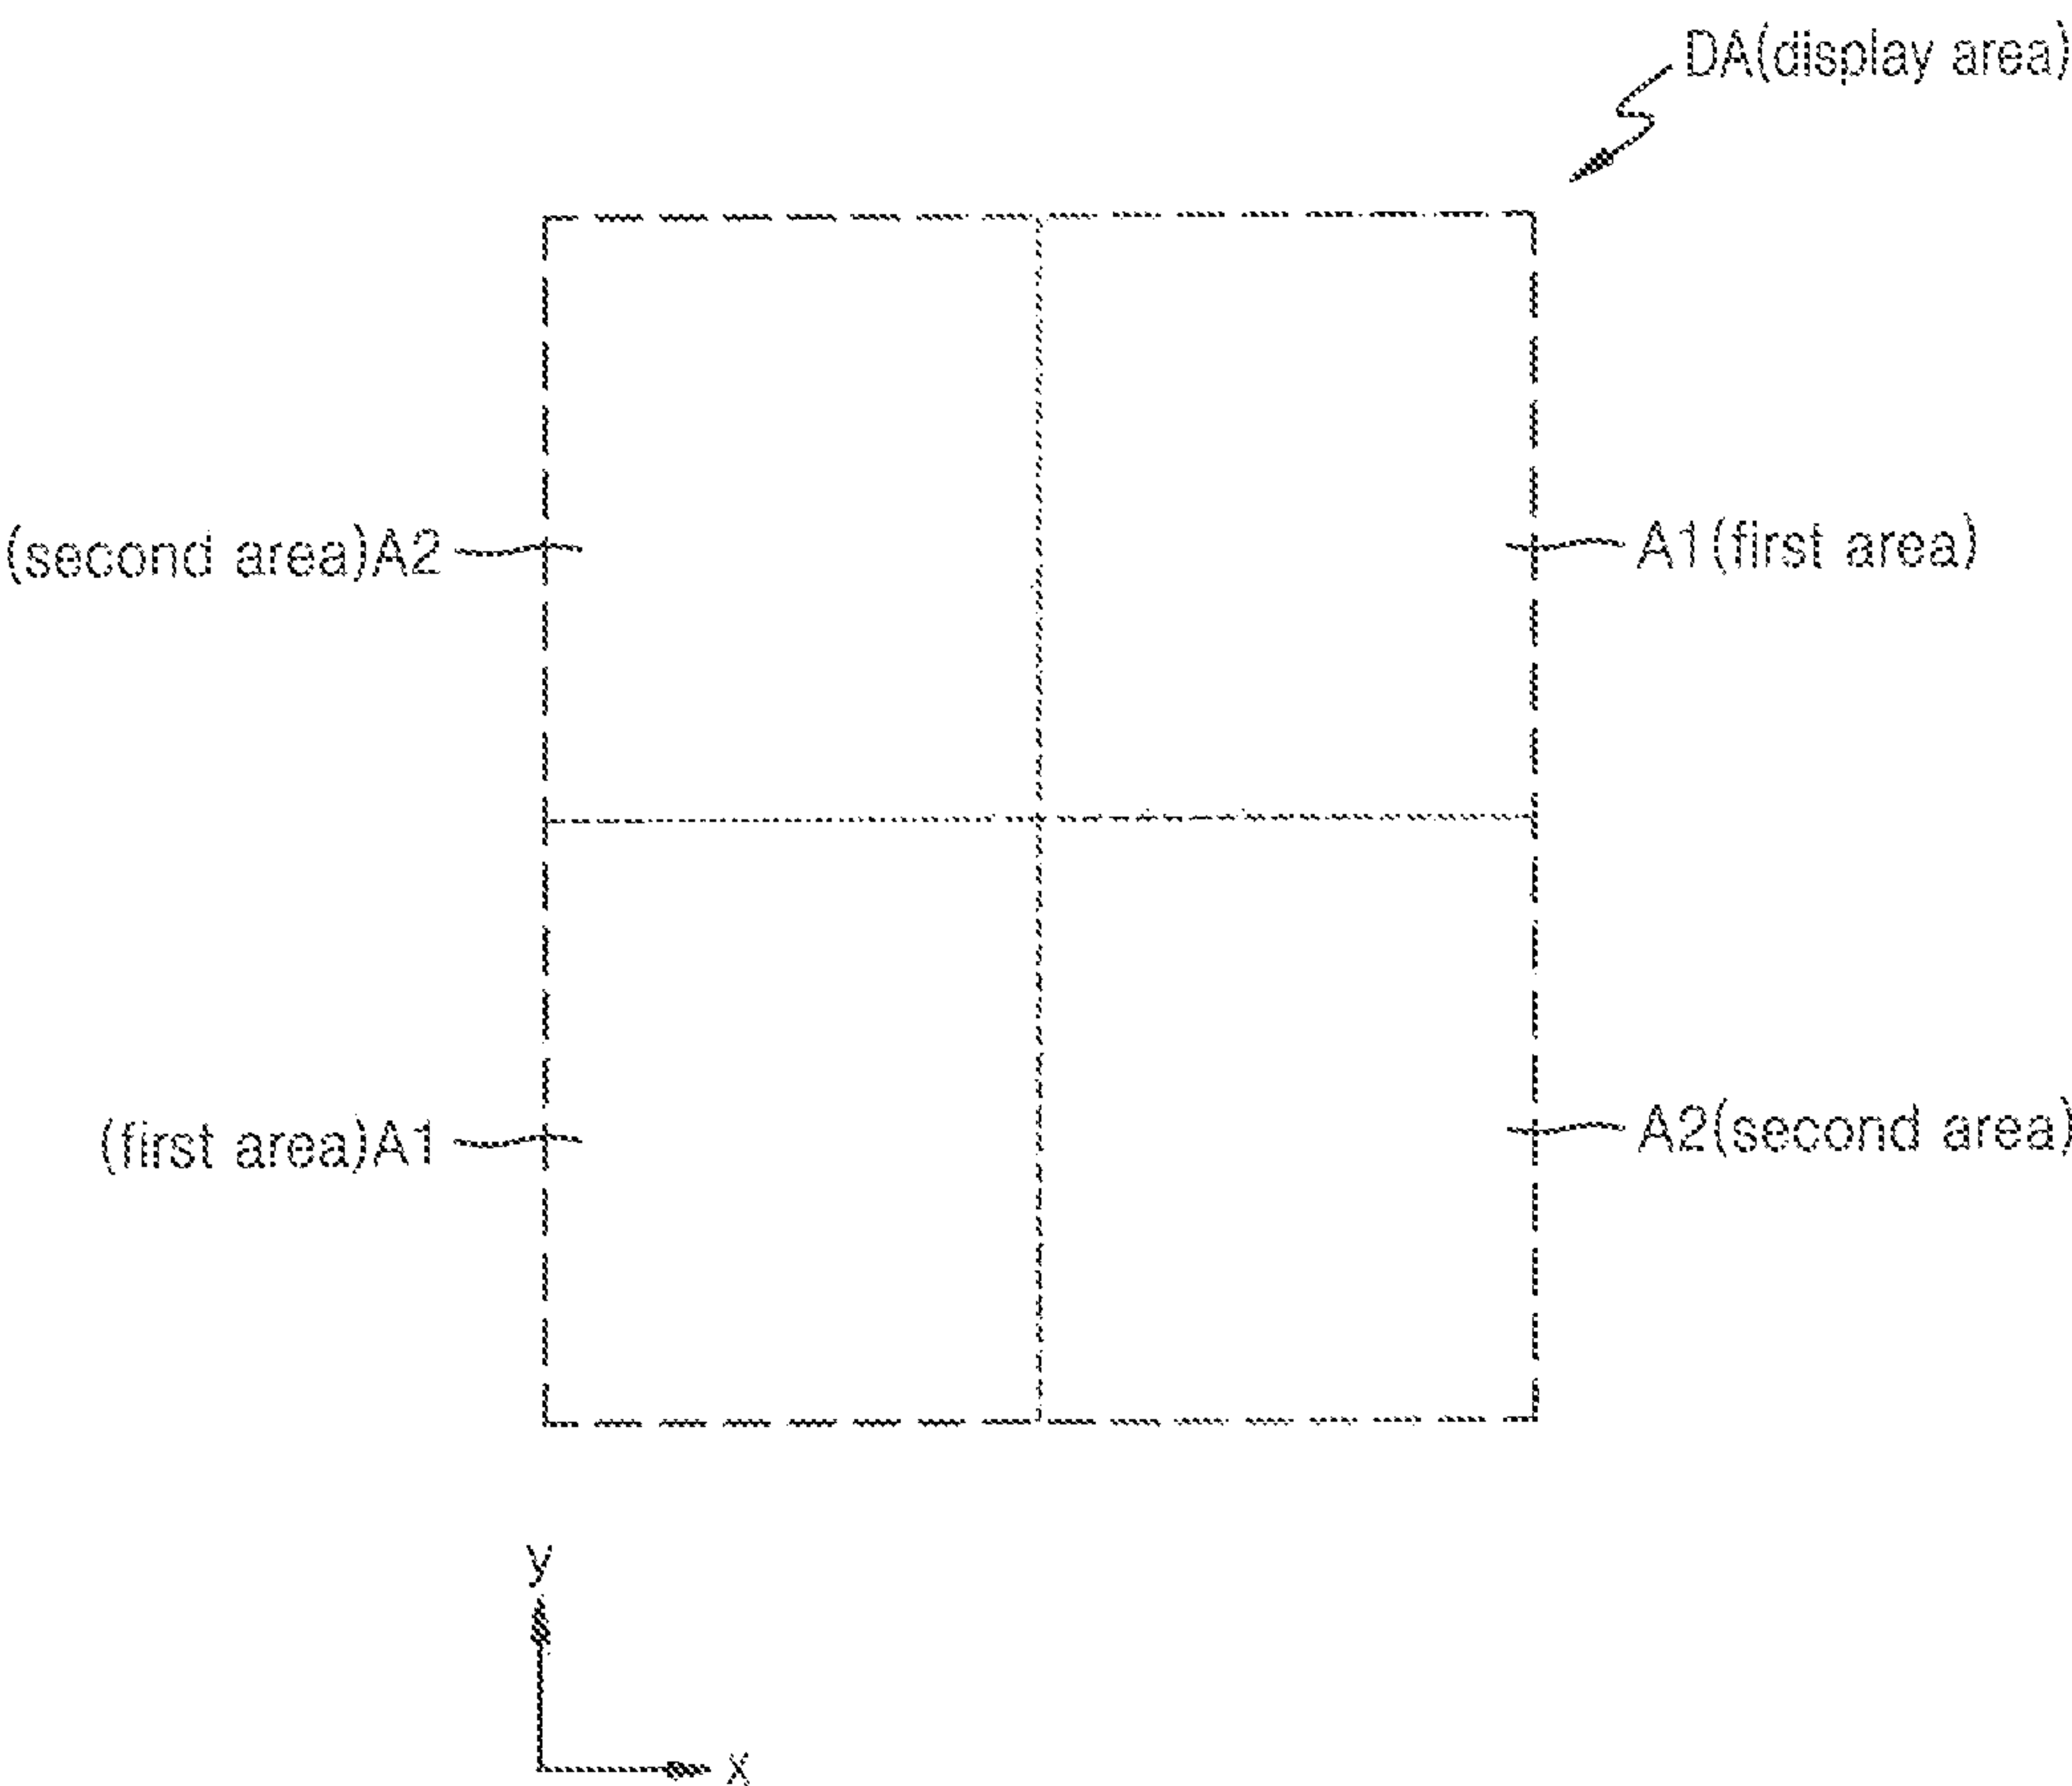 DA(display area)
(second area)A2
A1(first area)
(first area)A1
A2(second area)
y
x